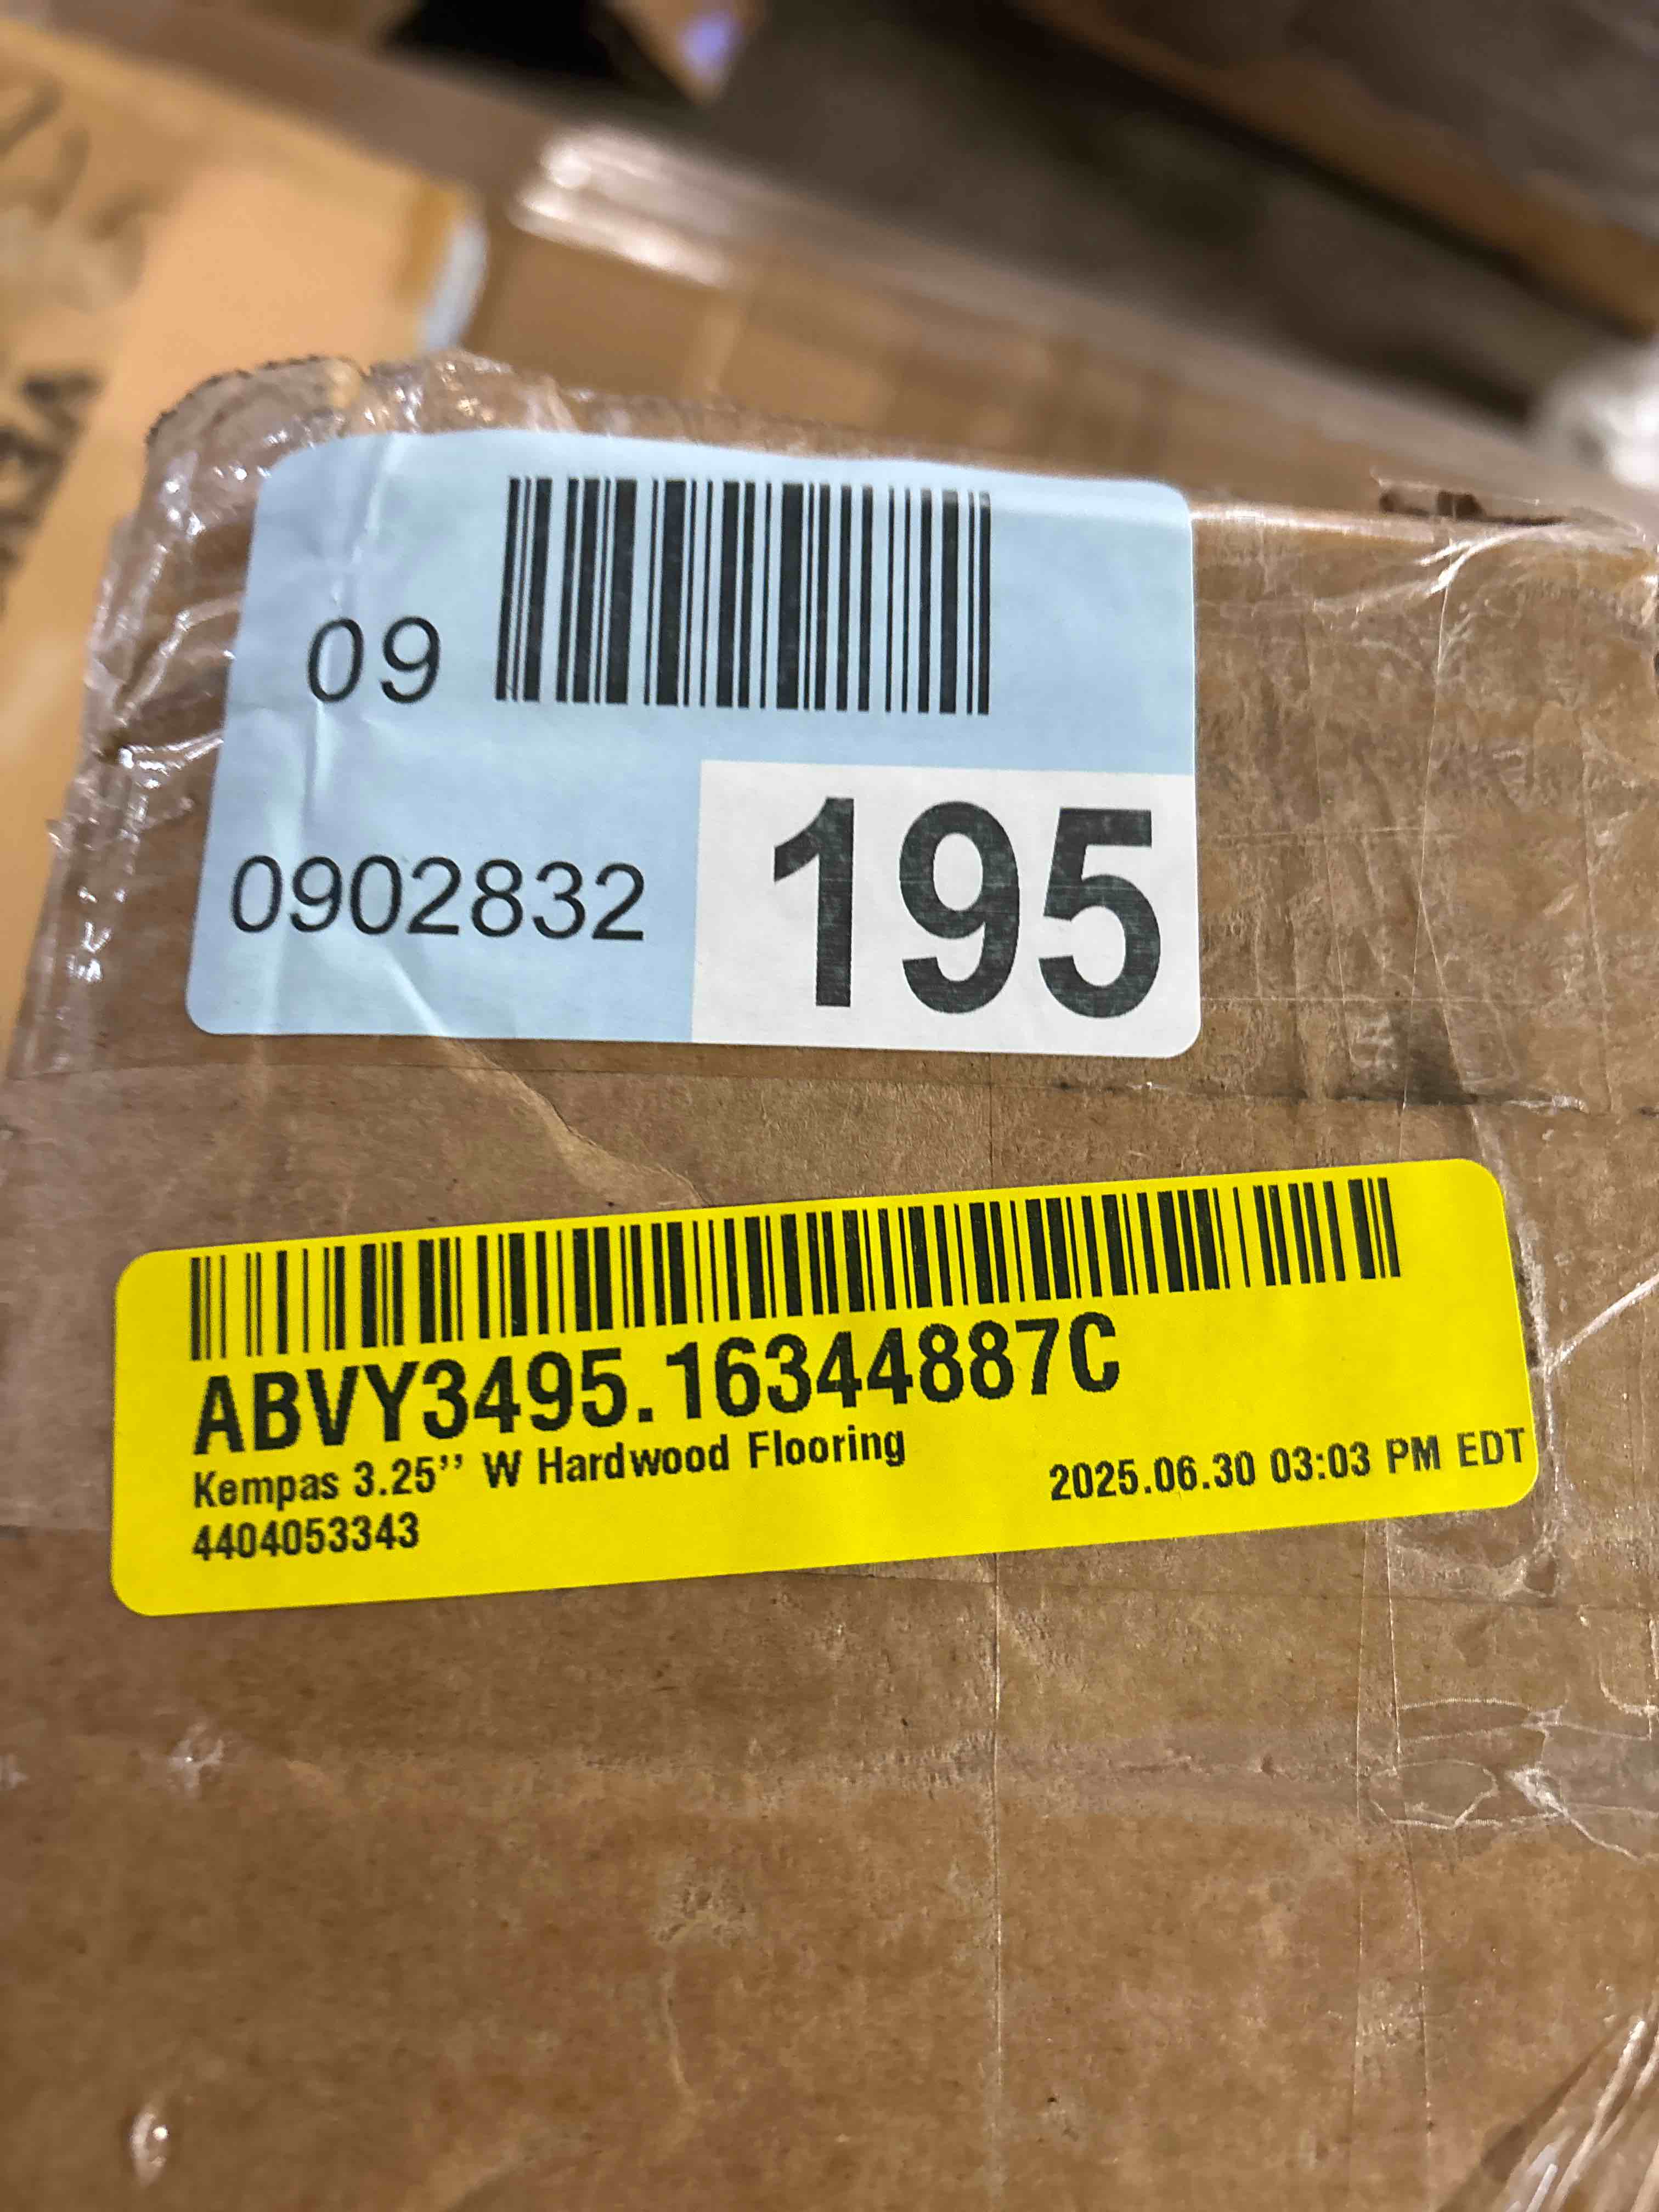 09
0902832
195
ABVY3495.16344887C
Kempas 3.25'' W Hardwood Flooring
2025.06.30 03:03 PM EDT
4404053343